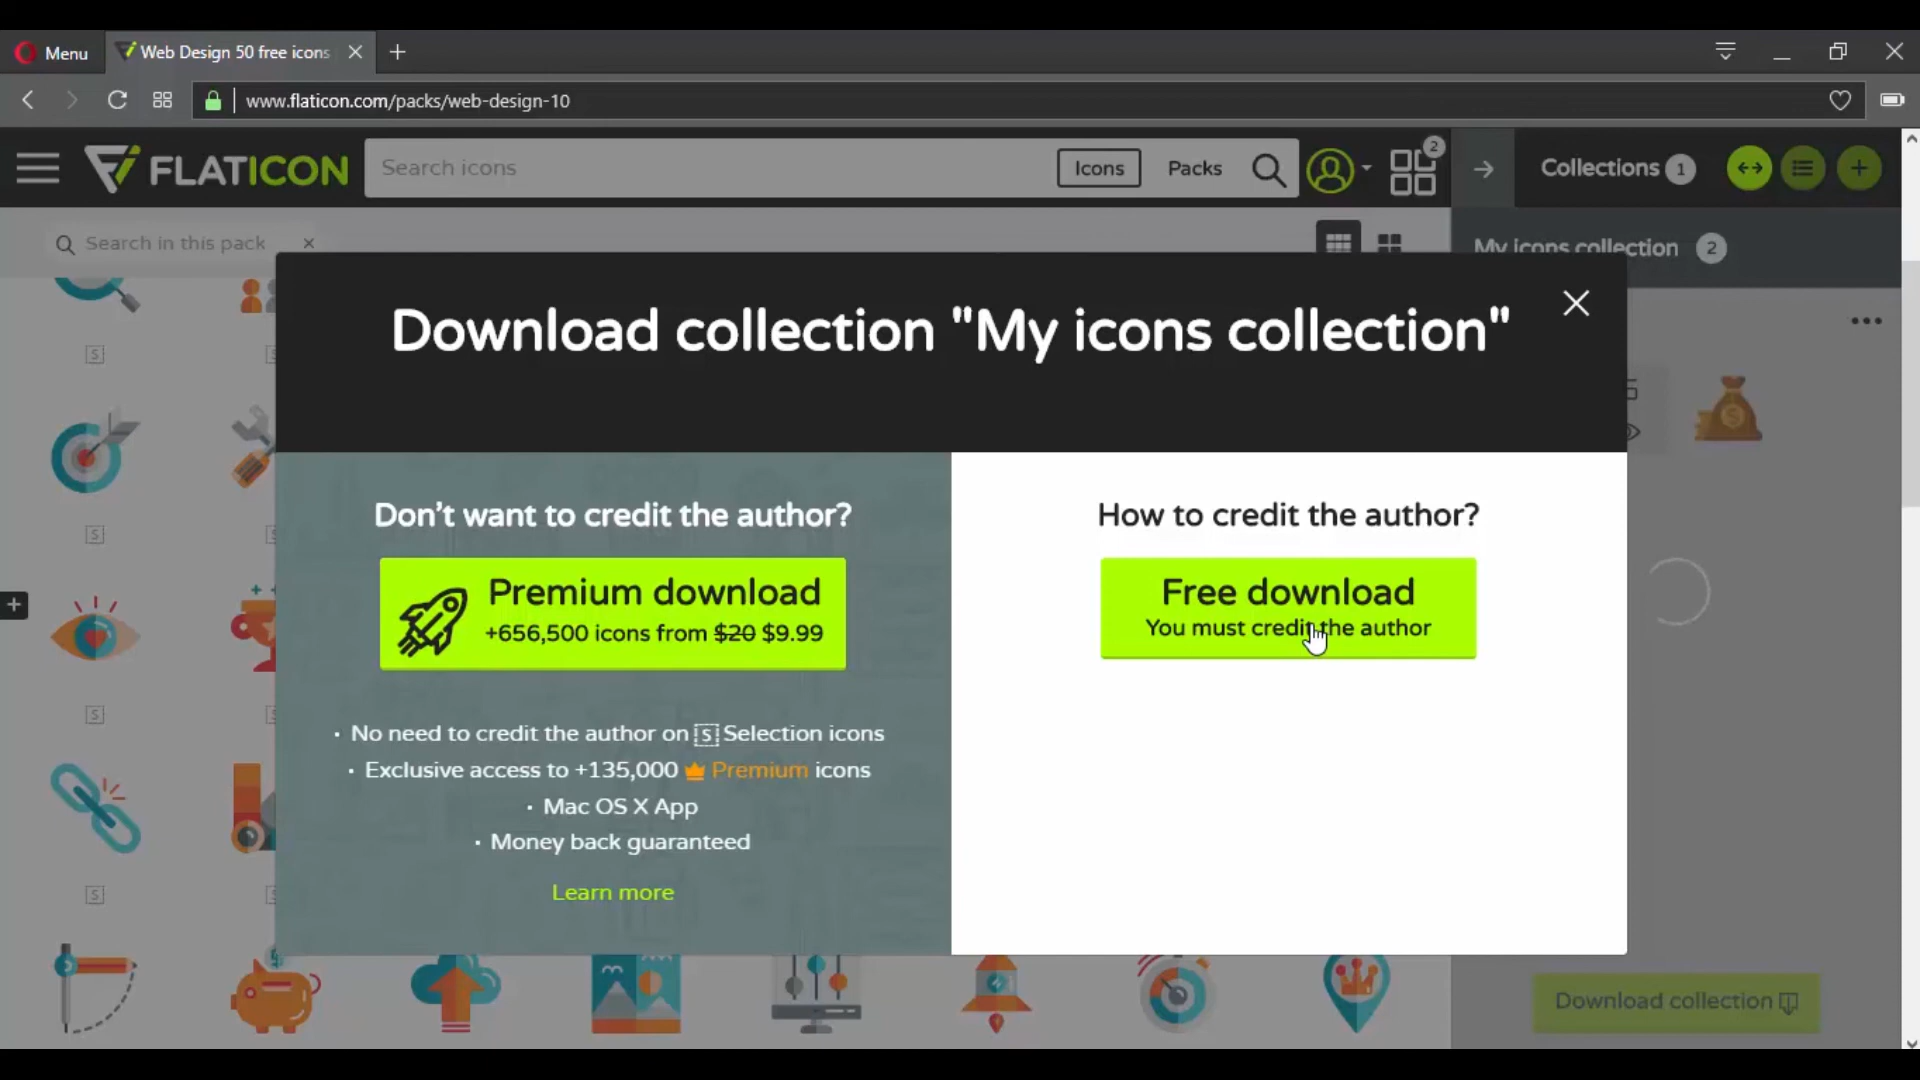 Menu
Web Design 50 free icons
www.flaticon.com/packs/web-design-10
FLATICON
Search icons
Icons
Packs
2
Collections 1
Search in this pack
My icons collection 2
Download collection "My icons collection"
Don't want to credit the author?
Premium download
+656,500 icons from $20 $9.99
• No need to credit the author on S Selection icons
• Exclusive access to +135,000 Premium icons
• Mac OS X App
• Money back guaranteed
Learn more
How to credit the author?
Free download
You must credit the author
S
S
S
S
S
S
S
S
Download collection